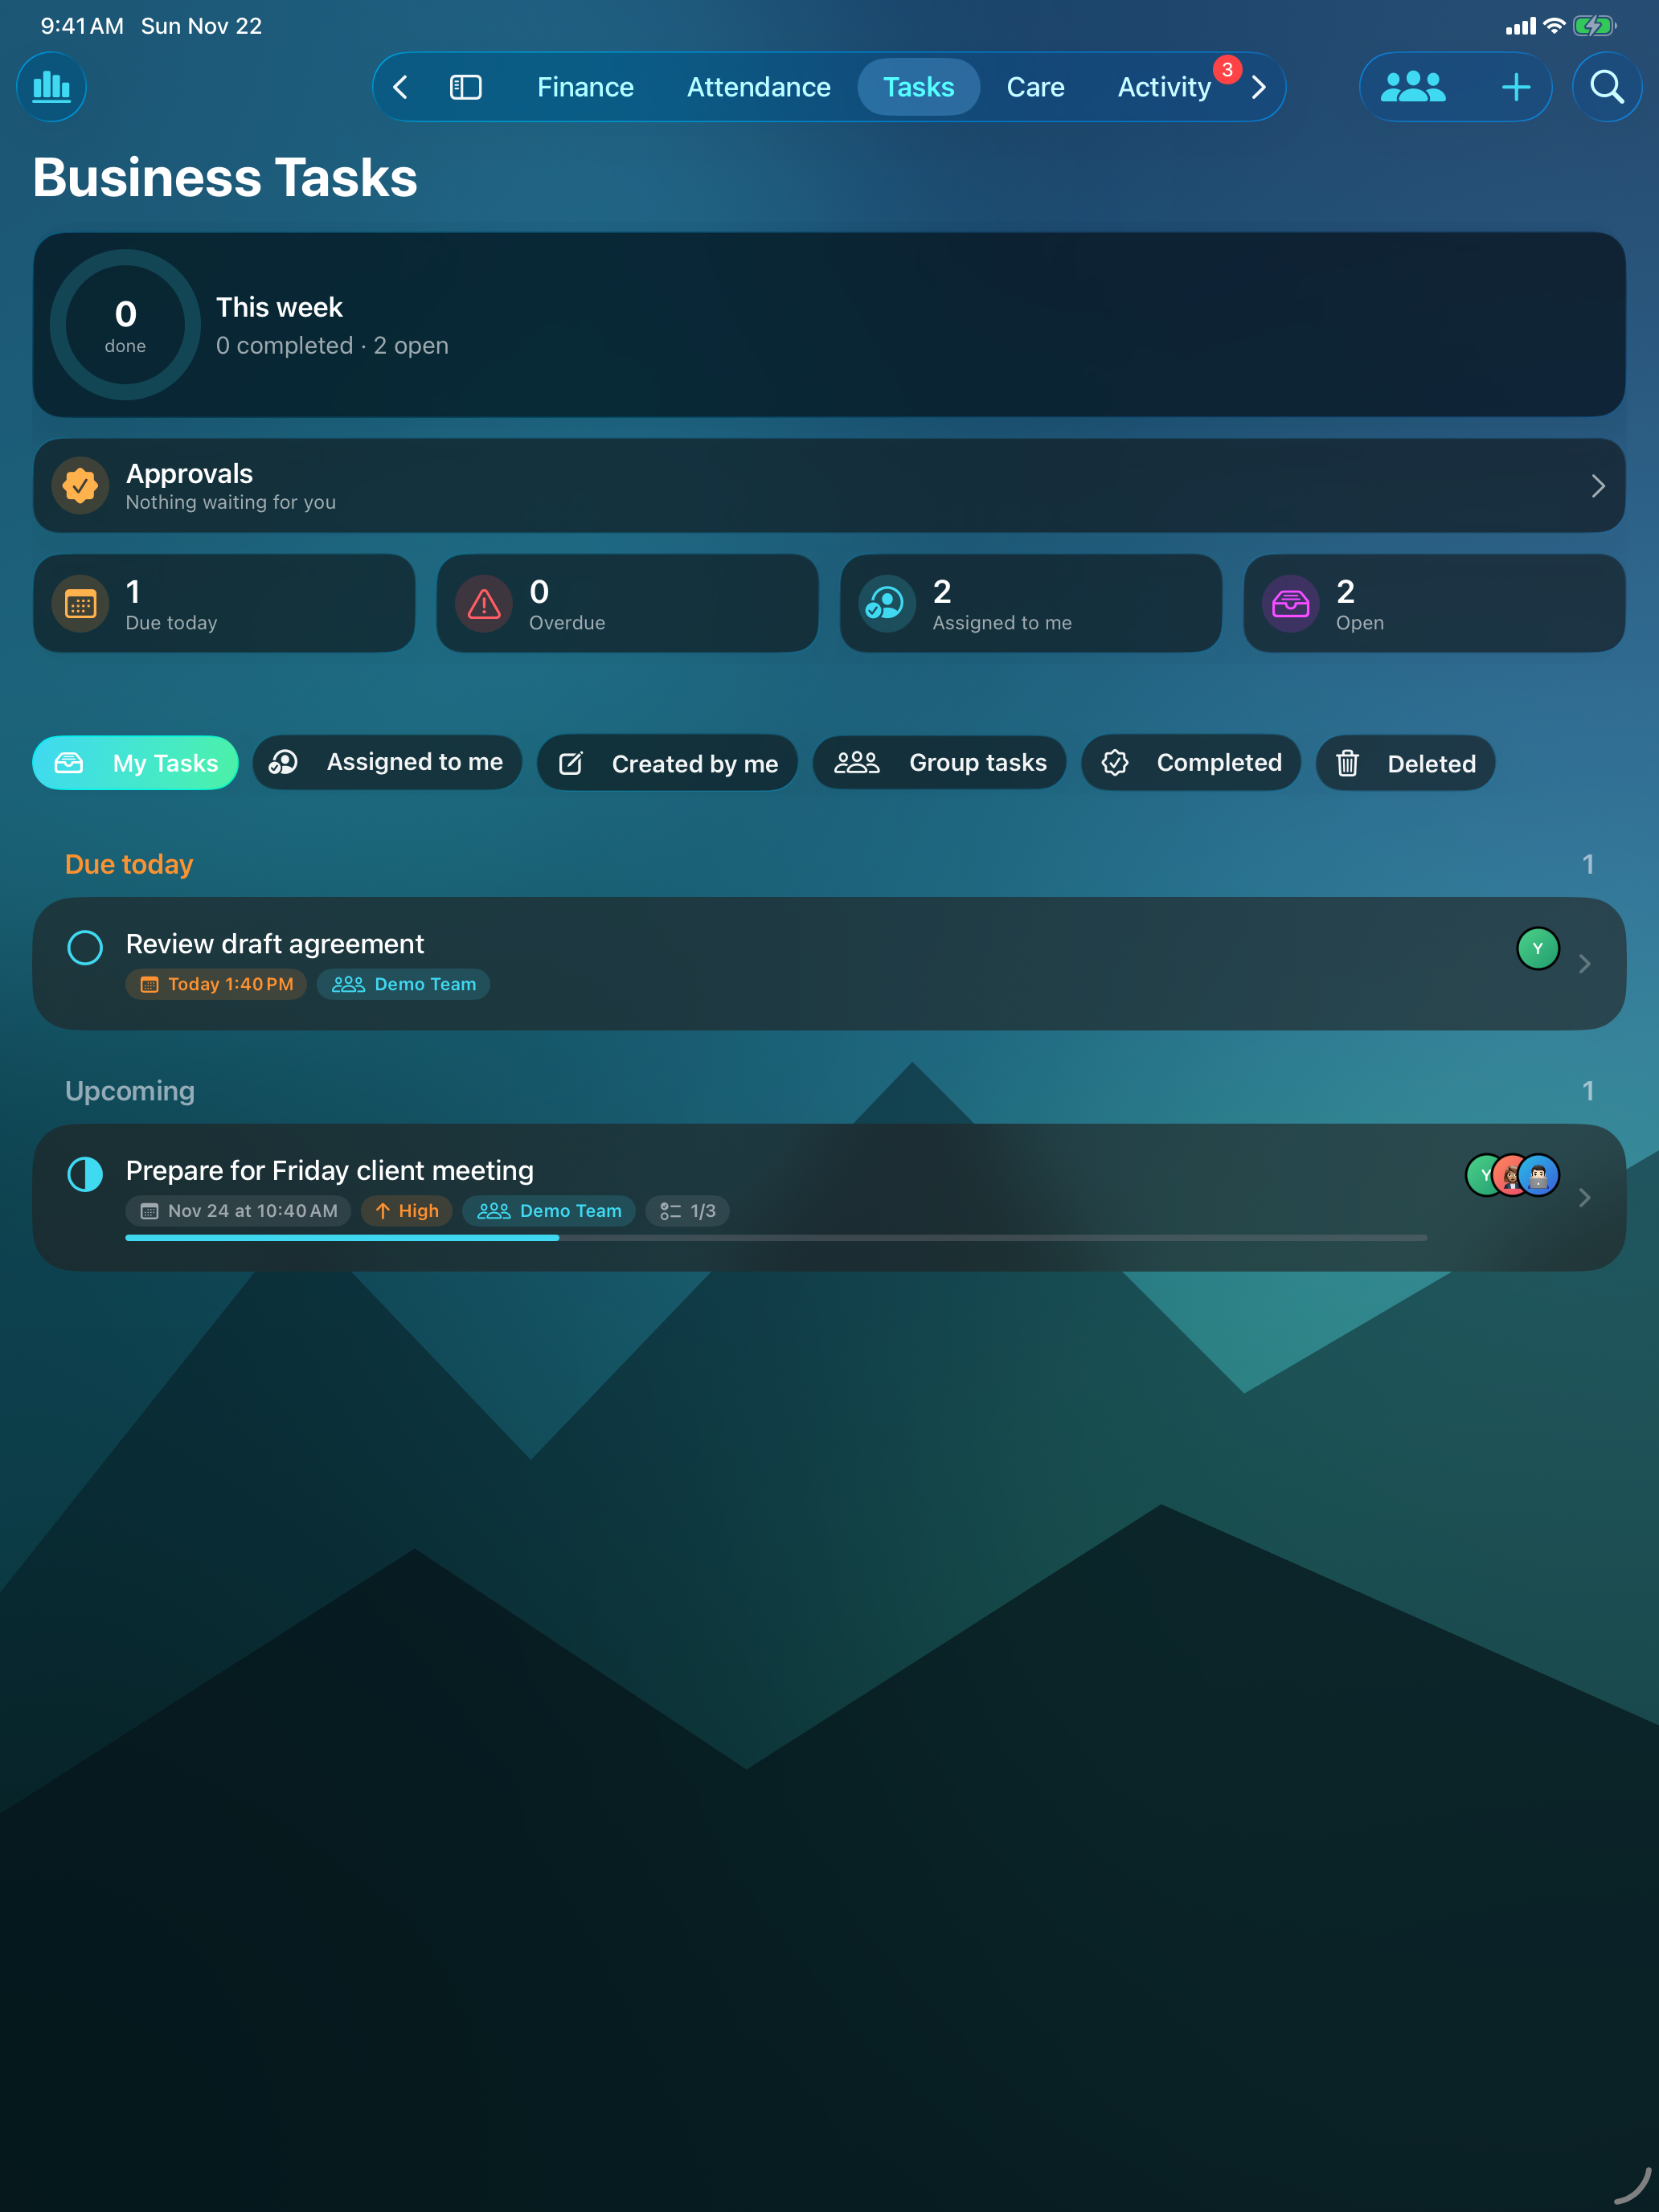 9:41 AM Sun Nov 22
Finance Attendance Tasks Care Activity 3
Business Tasks
0
done
This week
0 completed · 2 open
Approvals
Nothing waiting for you
1
Due today
0
Overdue
2
Assigned to me
2
Open
My Tasks Assigned to me Created by me Group tasks Completed Deleted
Due today 1
Review draft agreement
Y
Today 1:40 PM Demo Team
Upcoming 1
Prepare for Friday client meeting
Y
Nov 24 at 10:40 AM High Demo Team 1/3